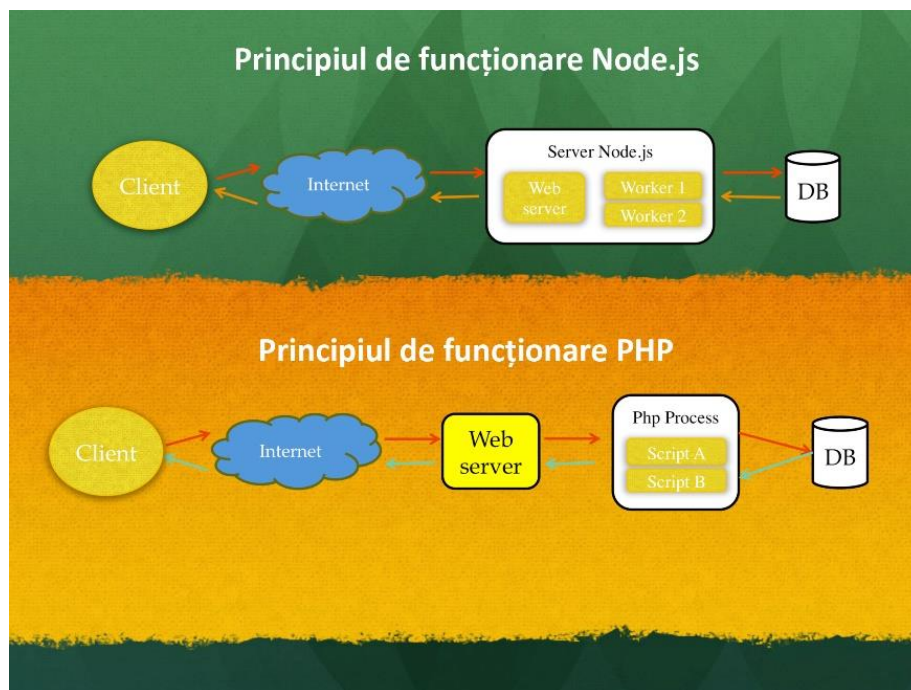 Principiul de funcționare Node.js
Client
Internet
Server Node.js
Web
server
Worker 1
Worker 2
DB
Principiul de funcționare PHP
Client
Internet
Web
server
Php Process
Script A
Script B
DB